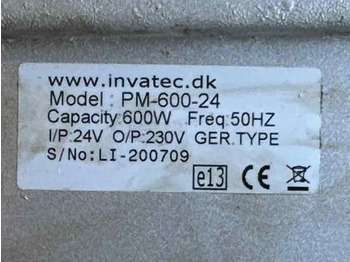 www.invatec.dk
Model : PM-600-24
Capacity:600W Freq:50HZ
I/P:24V O/P:230V GER.TYPE
S/No:LI-200709
e13 CE